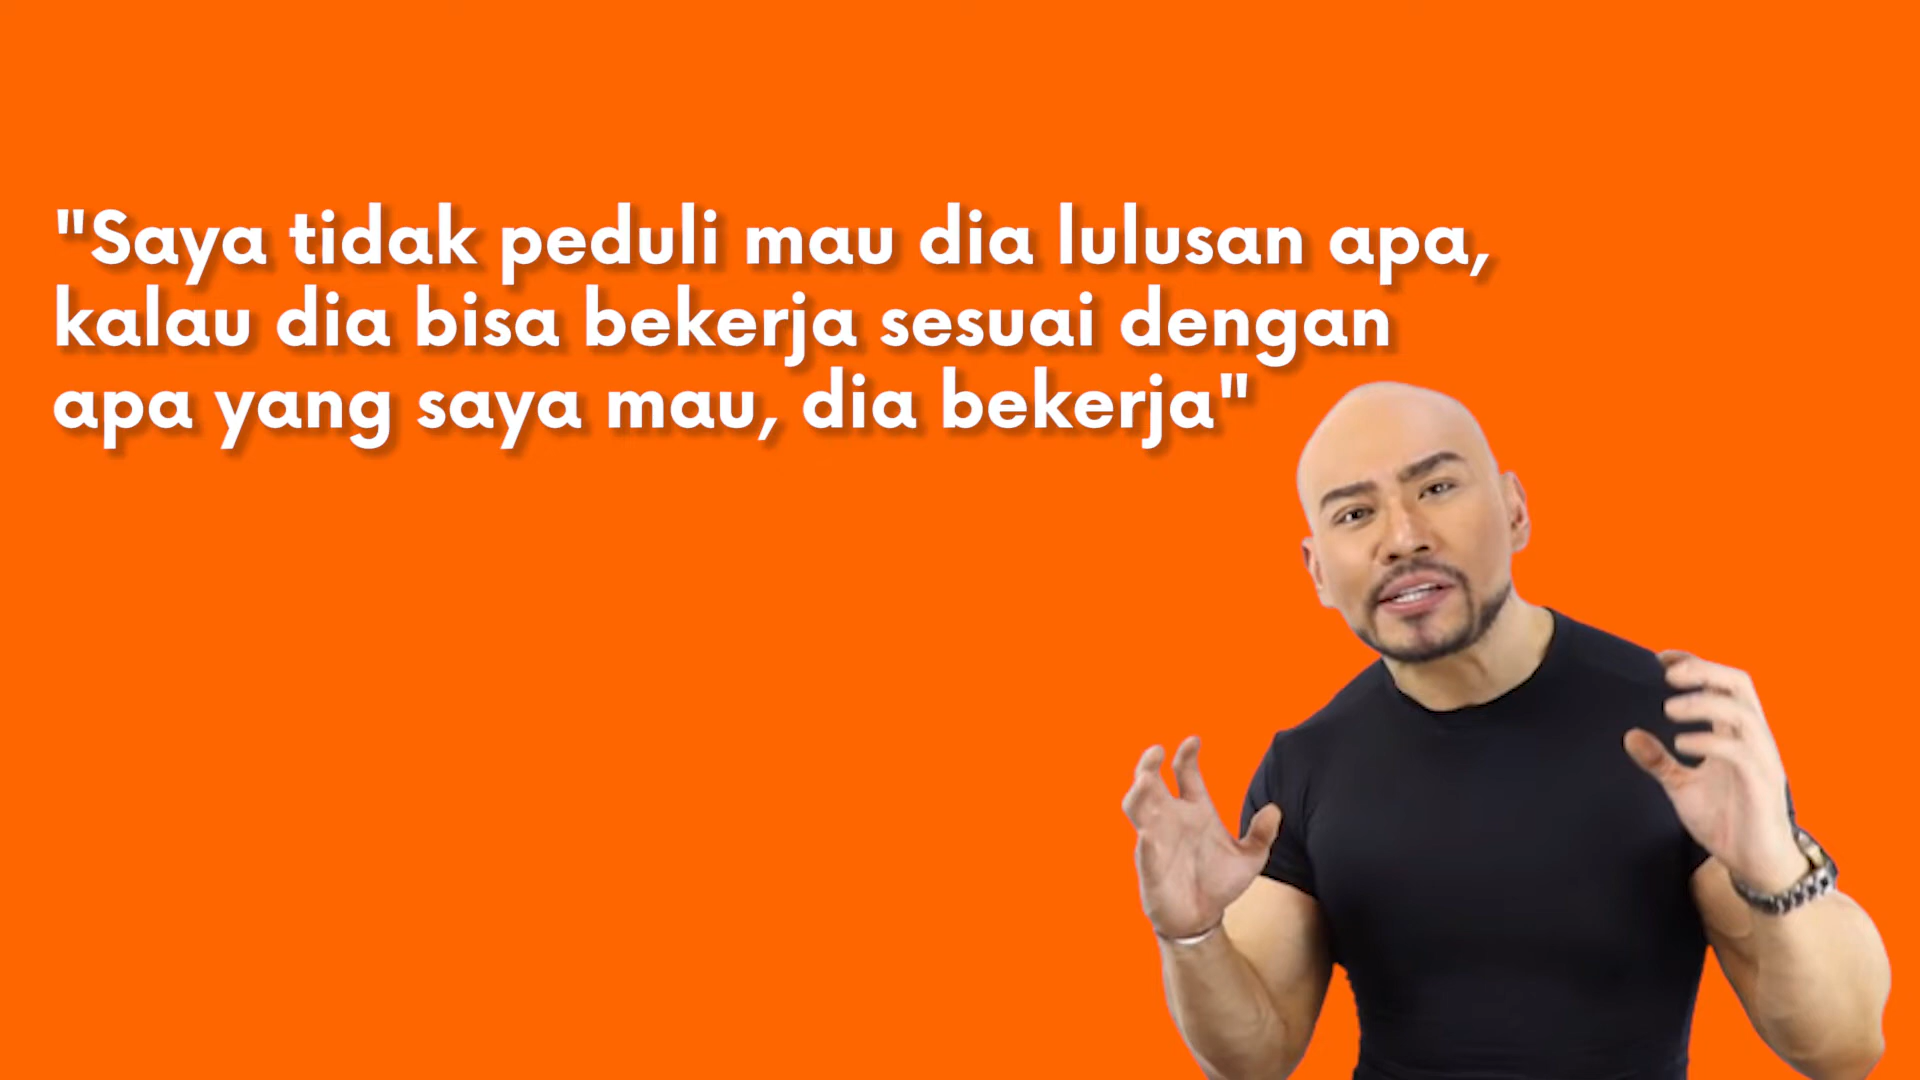 "Saya tidak peduli mau dia lulusan apa,
kalau dia bisa bekerja sesuai dengan
apa yang saya mau, dia bekerja"